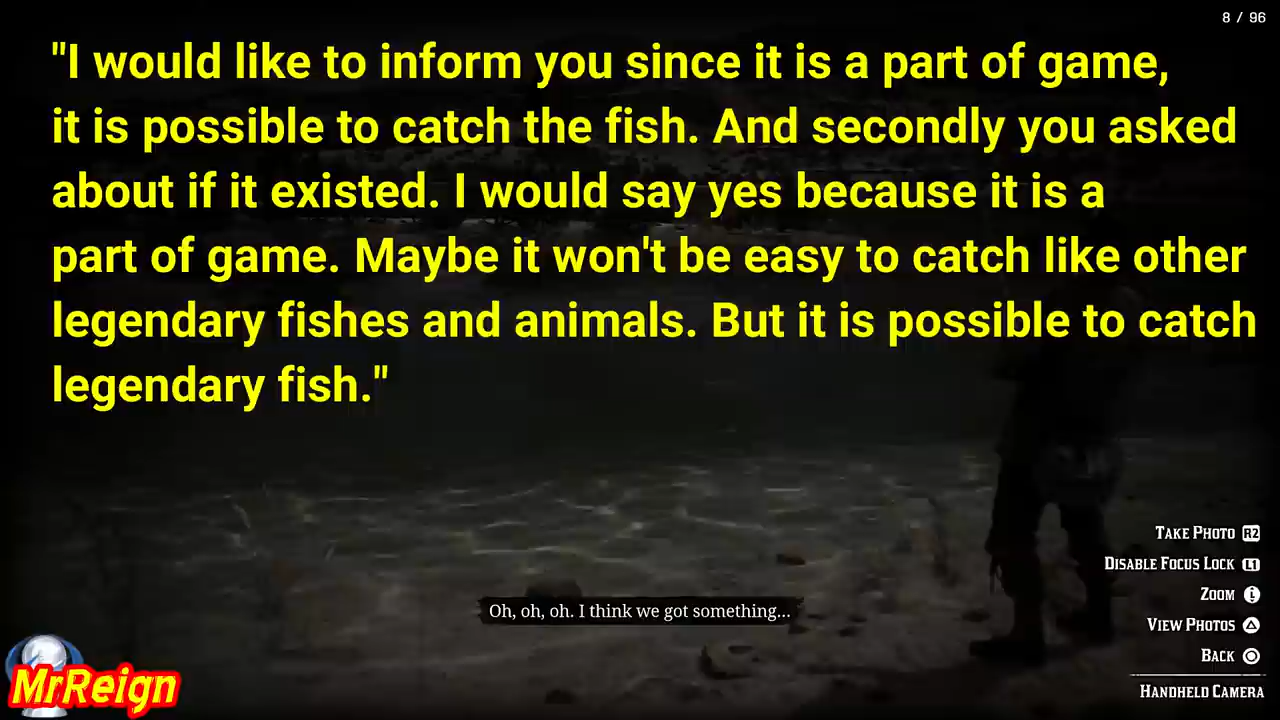 8 / 96
"I would like to inform you since it is a part of game,
it is possible to catch the fish. And secondly you asked
about if it existed. I would say yes because it is a
part of game. Maybe it won't be easy to catch like other
legendary fishes and animals. But it is possible to catch
legendary fish."
TAKE PHOTO R2
DISABLE FOCUS LOCK L1
ZOOM
Oh, oh, oh. I think we got something...
VIEW PHOTOS
BACK
MrReign
HANDHELD CAMERA